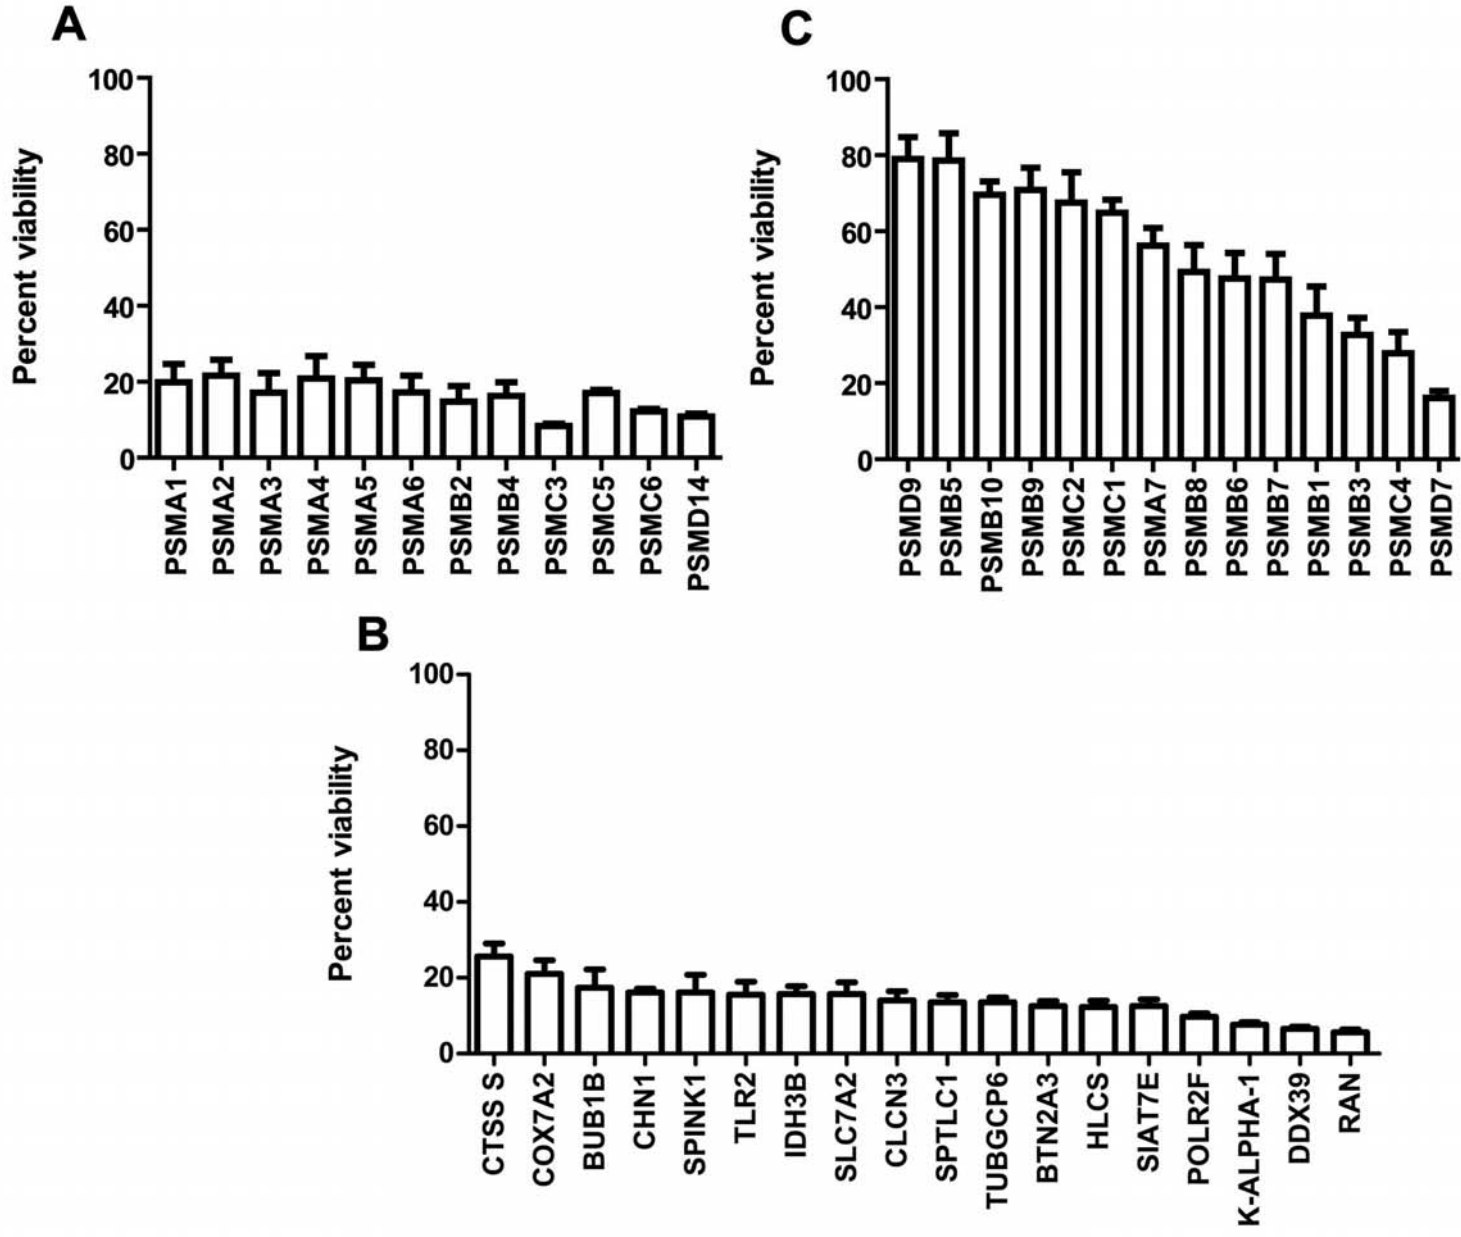 A
Percent viability
100
80
60
40
20
0
PSMA1
PSMA2
PSMA3
PSMA4
PSMA5
PSMA6
PSMB2
PSMB4
PSMC3
PSMC5
PSMC6
PSMD14
C
Percent viability
100
80
60
40
20
0
PSMD9
PSMB5
PSMB10
PSMB9
PSMC2
PSMC1
PSMA7
PSMB8
PSMB6
PSMB7
PSMB1
PSMB3
PSMC4
PSMD7
B
Percent viability
100
80
60
40
20
0
CTSS S
COX7A2
BUB1B
CHN1
SPINK1
TLR2
IDH3B
SLC7A2
CLCN3
SPTLC1
TUBGCP6
BTN2A3
HLCS
SIAT7E
POLR2F
K-ALPHA-1
DDX39
RAN